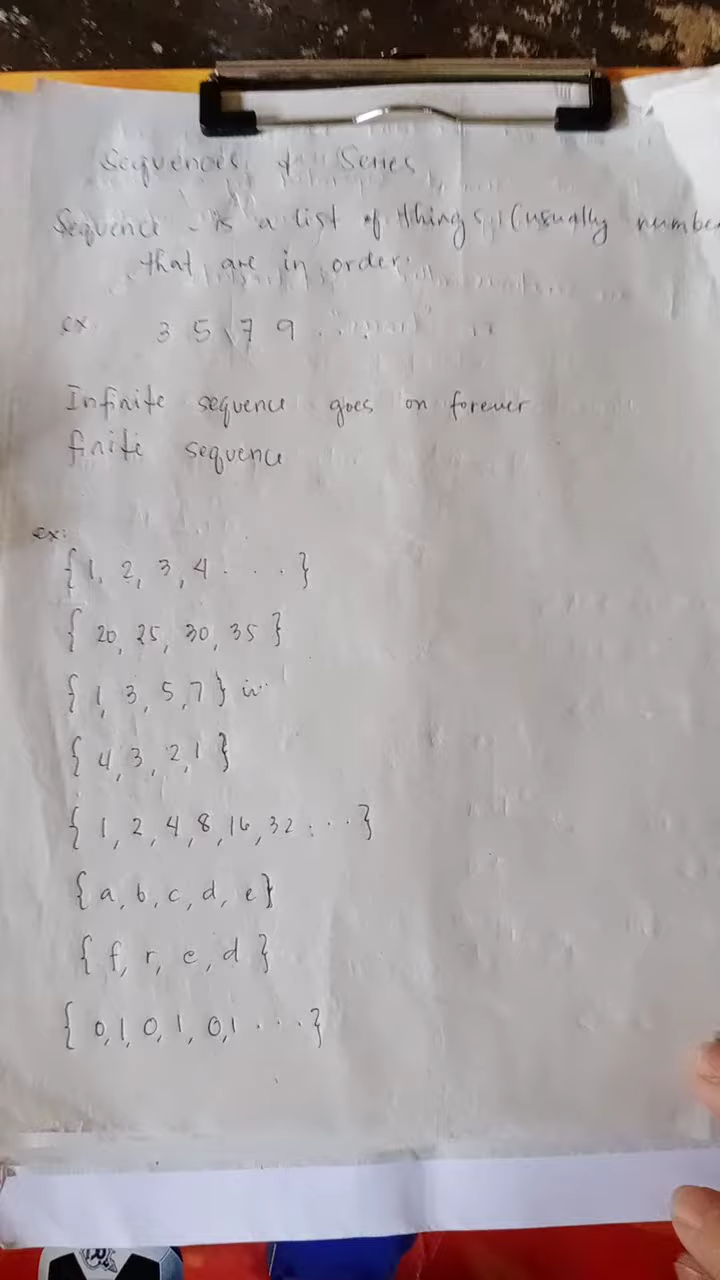 Sequences & Series
Sequence - is a list of things (usually number
that are in order.
ex. 3 5 7 9 . . .
Infinite sequence goes on forever
finite sequence
ex:
{ 1, 2, 3, 4 . . . . }
{ 20, 25, 30, 35 }
{ 1, 3, 5, 7 }
{ 4, 3, 2, 1 }
{ 1, 2, 4, 8, 16, 32 . . . }
{ a, b, c, d, e }
{ f, r, e, d }
{ 0, 1, 0, 1, 0, 1 . . . . }